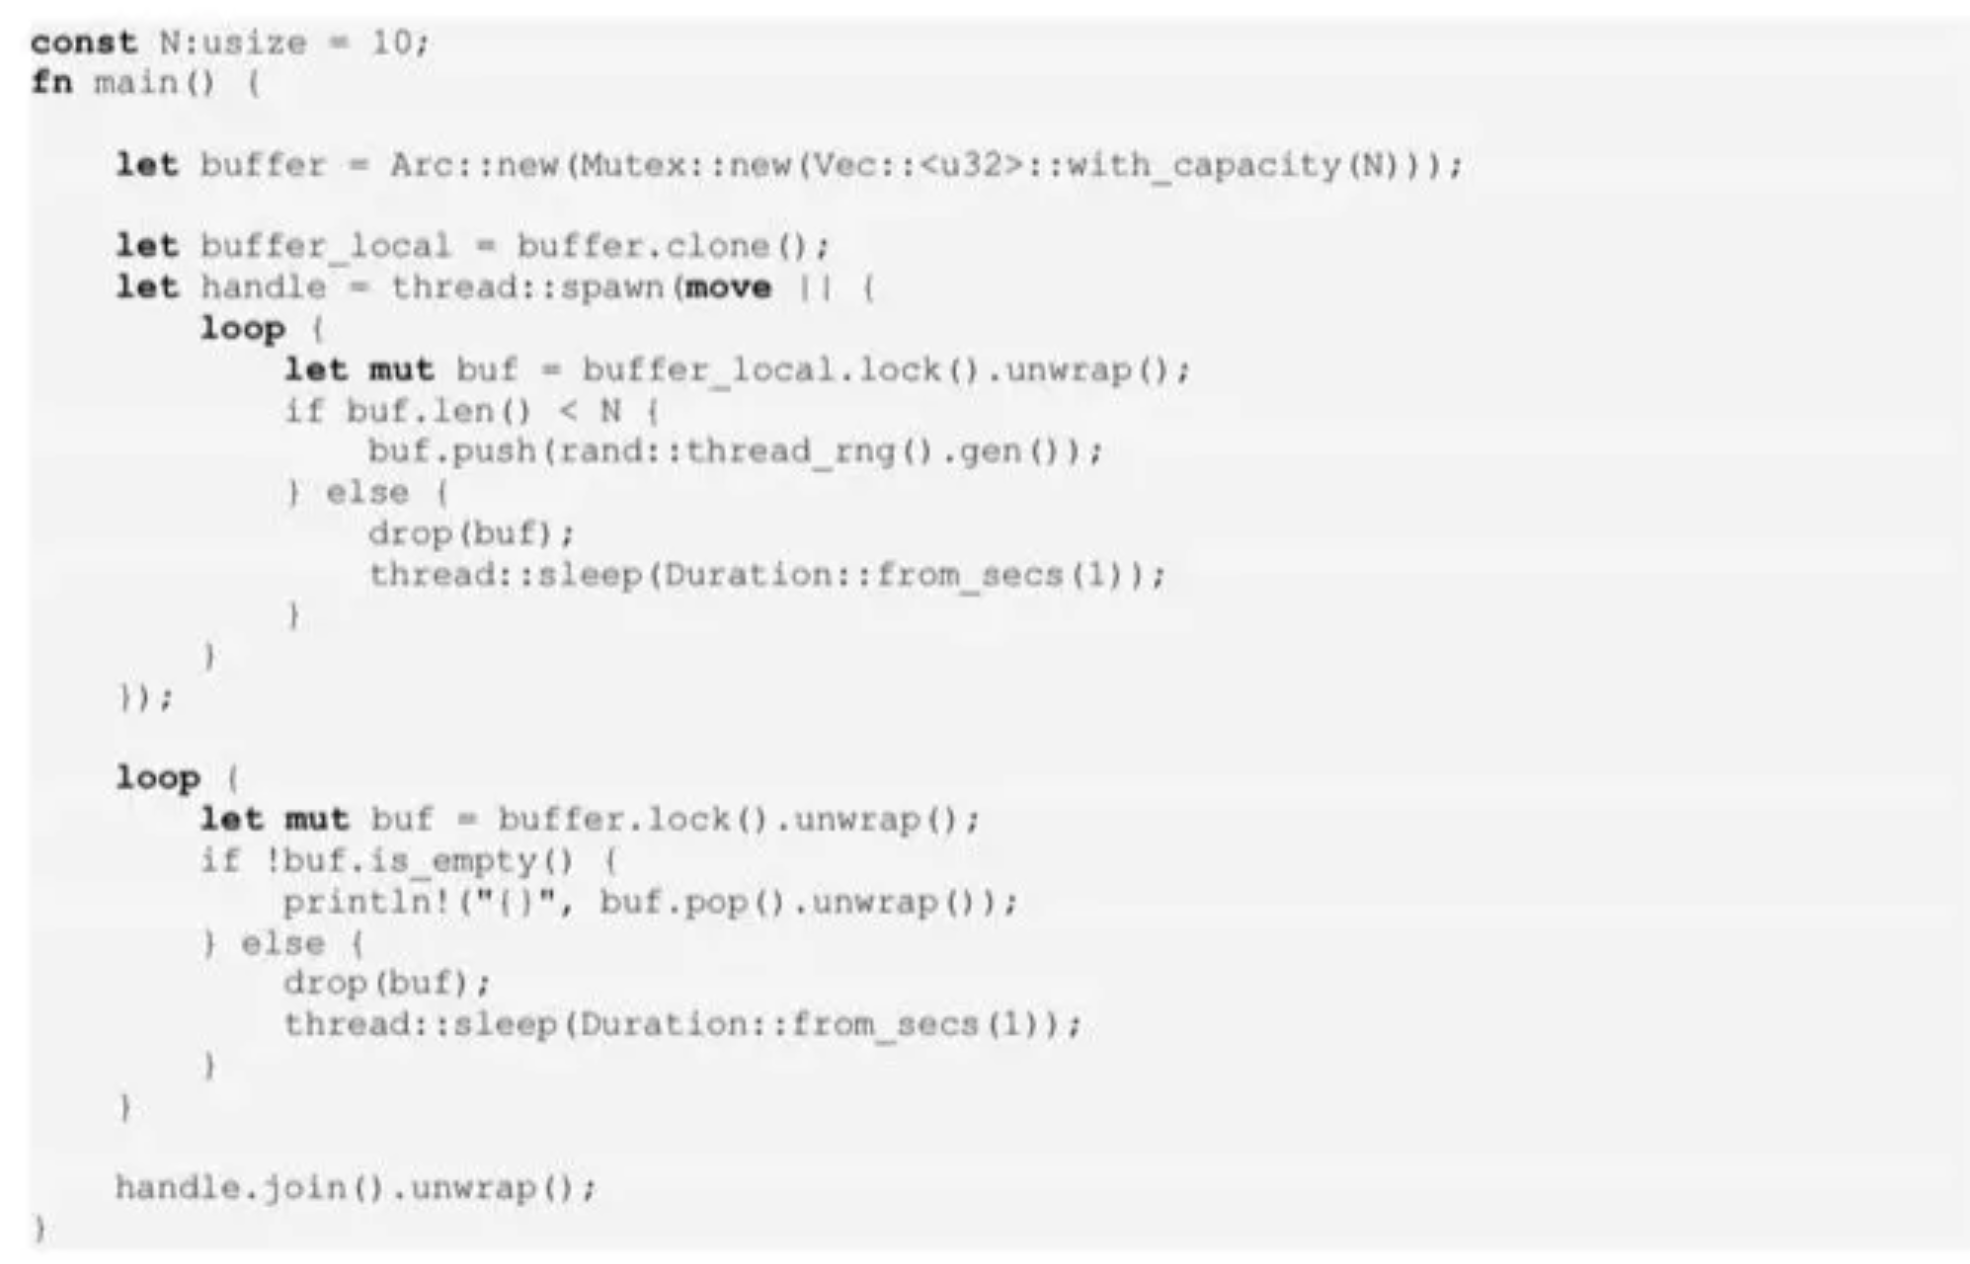 const N:usize = 10;
fn main() {
let buffer = Arc::new(Mutex::new(Vec::<u32>::with_capacity(N)));
let buffer_local = buffer.clone();
let handle = thread::spawn(move || {
loop {
let mut buf = buffer_local.lock().unwrap();
if buf.len() < N {
buf.push(rand::thread_rng().gen());
} else {
drop(buf);
thread::sleep(Duration::from_secs(1));
}
}
});
loop {
let mut buf = buffer.lock().unwrap();
if !buf.is_empty() {
println!("{}", buf.pop().unwrap());
} else {
drop(buf);
thread::sleep(Duration::from_secs(1));
}
}
handle.join().unwrap();
}